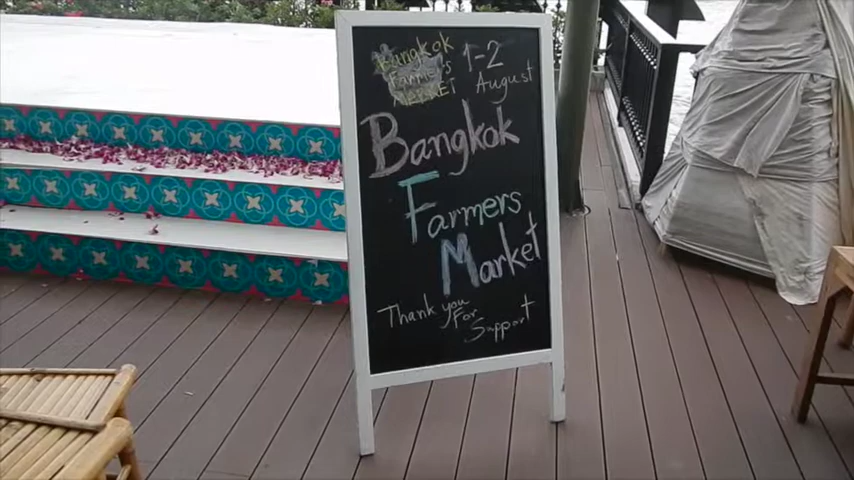 Bangkok
Farmers
MARKET
1-2
August
Bangkok
Farmers
Market
Thank you
For
Support